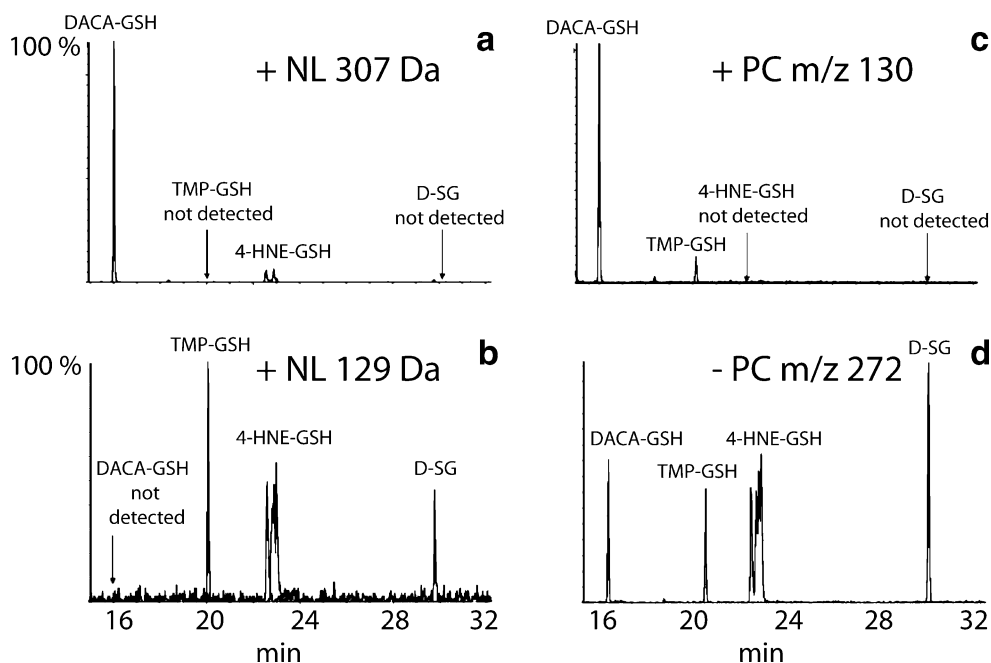 DACA-GSH
100 %
a
+ NL 307 Da
TMP-GSH
not detected
4-HNE-GSH
D-SG
not detected
DACA-GSH
c
+ PC m/z 130
4-HNE-GSH
not detected
TMP-GSH
D-SG
not detected
TMP-GSH
100 %
b
+ NL 129 Da
4-HNE-GSH
DACA-GSH
not
detected
D-SG
16 20 24 28 32
min
D-SG
d
- PC m/z 272
DACA-GSH
4-HNE-GSH
TMP-GSH
16 20 24 28 32
min